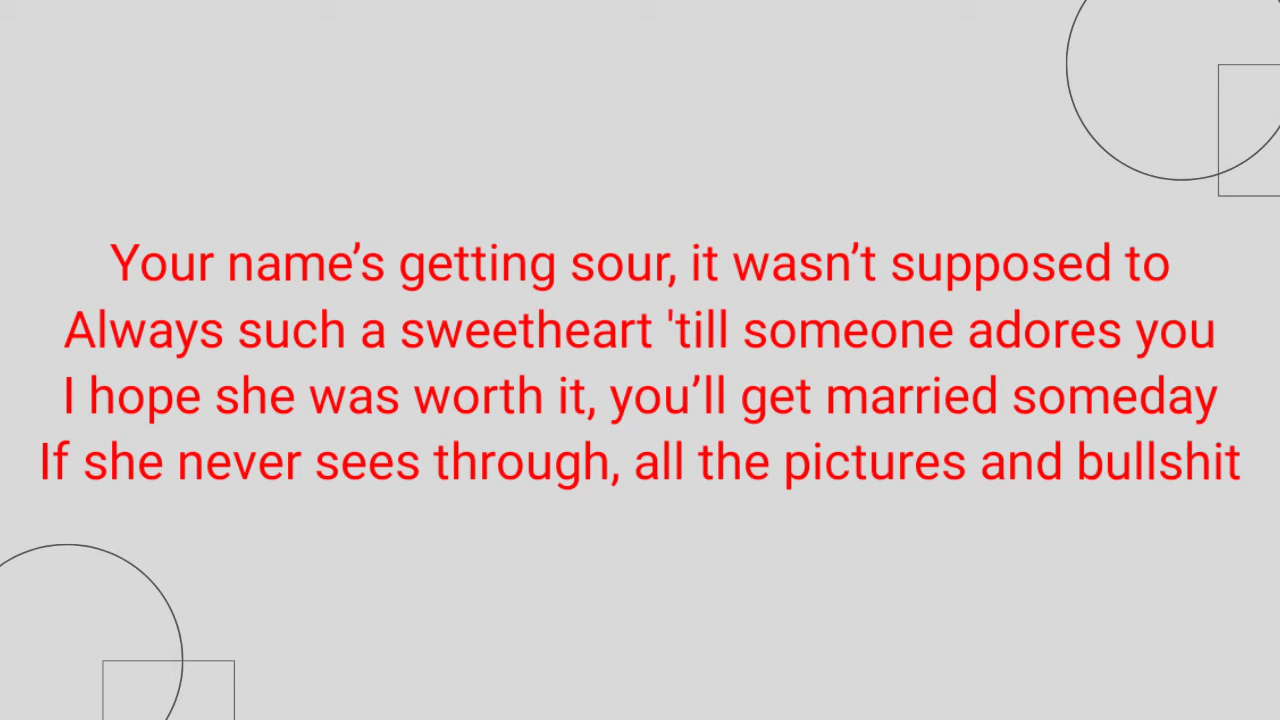 Your name’s getting sour, it wasn’t supposed to
Always such a sweetheart 'till someone adores you
I hope she was worth it, you’ll get married someday
If she never sees through, all the pictures and bullshit